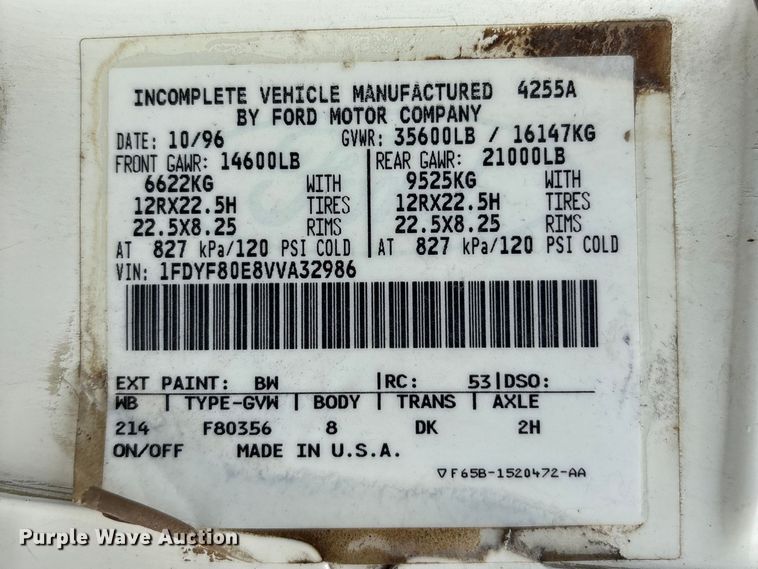 INCOMPLETE VEHICLE MANUFACTURED 4255A
BY FORD MOTOR COMPANY
DATE: 10/96 GVWR: 35600LB / 16147KG
FRONT GAWR: 14600LB REAR GAWR: 21000LB
6622KG WITH 9525KG WITH
12RX22.5H TIRES 12RX22.5H TIRES
22.5X8.25 RIMS 22.5X8.25 RIMS
AT 827 kPa/120 PSI COLD AT 827 kPa/120 PSI COLD
VIN: 1FDYF80E8VVA32986
EXT PAINT: BW RC: 53 DSO:
WB TYPE-GVW BODY TRANS AXLE
214 F80356 8 DK 2H
ON/OFF MADE IN U.S.A.
▽F65B-1520472-AA
Purple Wave Auction
Purple Wave Auction